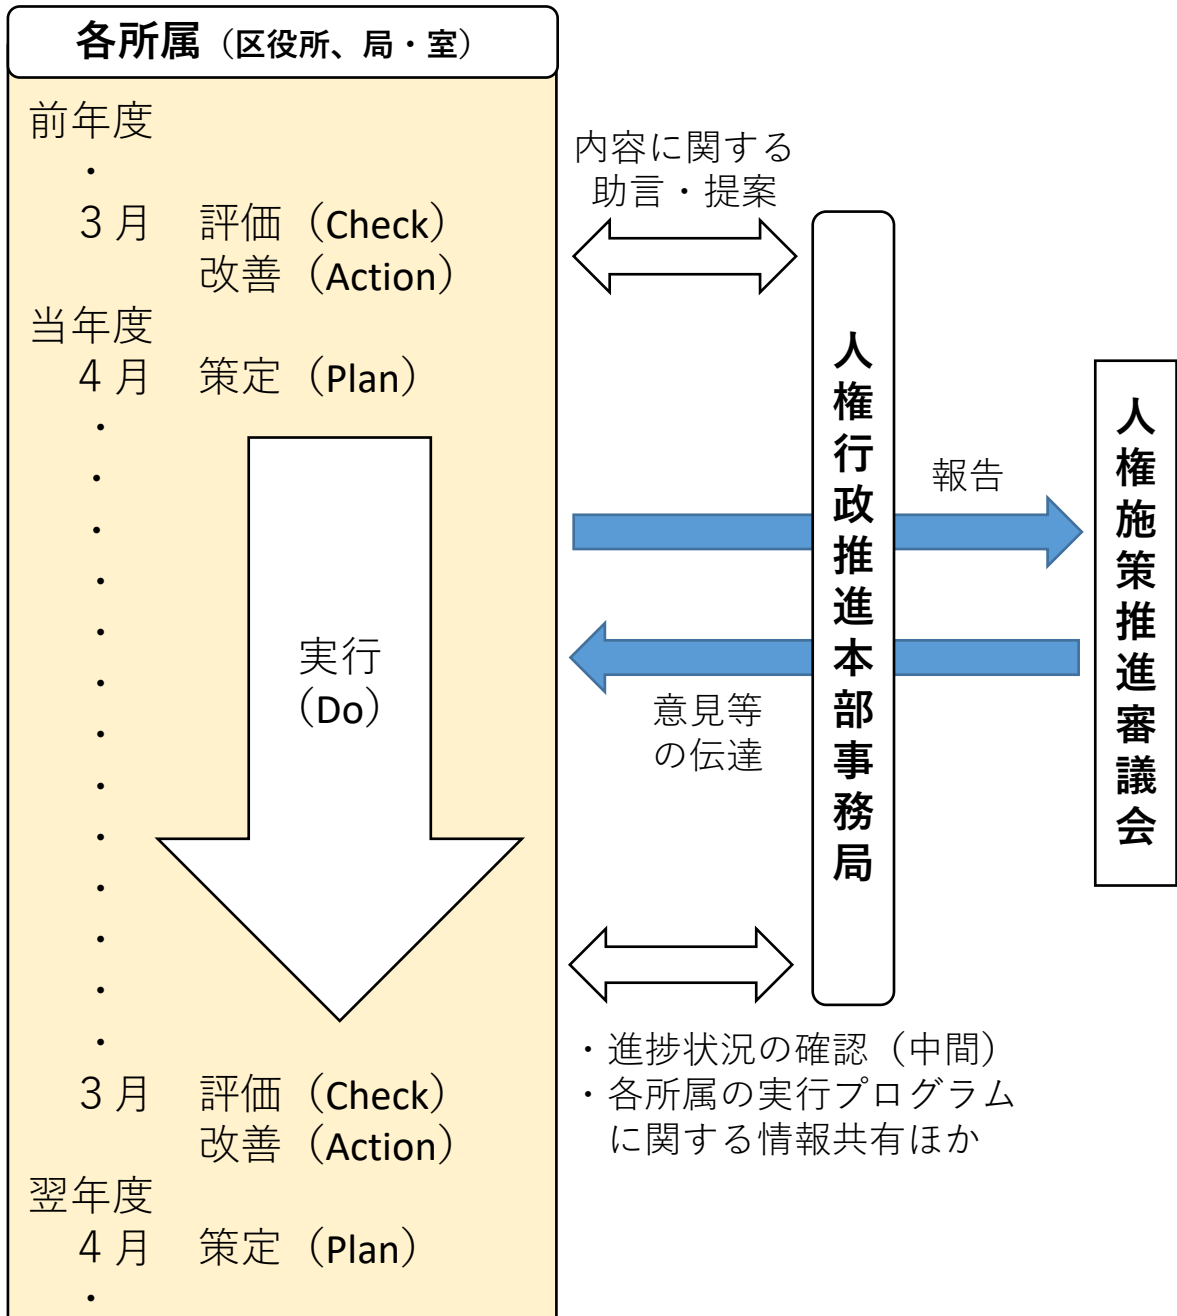 各所属（区役所、局・室）
前年度
・
３月　評価（Check）
改善（Action）
当年度
４月　策定（Plan）
・
・
・
・
・
・
・
・
・
・
・
・
・
実行
（Do）
３月　評価（Check）
改善（Action）
翌年度
４月　策定（Plan）
・
内容に関する
助言・提案
人権行政推進本部事務局
報告
意見等
の伝達
人権施策推進審議会
・進捗状況の確認（中間）
・各所属の実行プログラム
に関する情報共有ほか